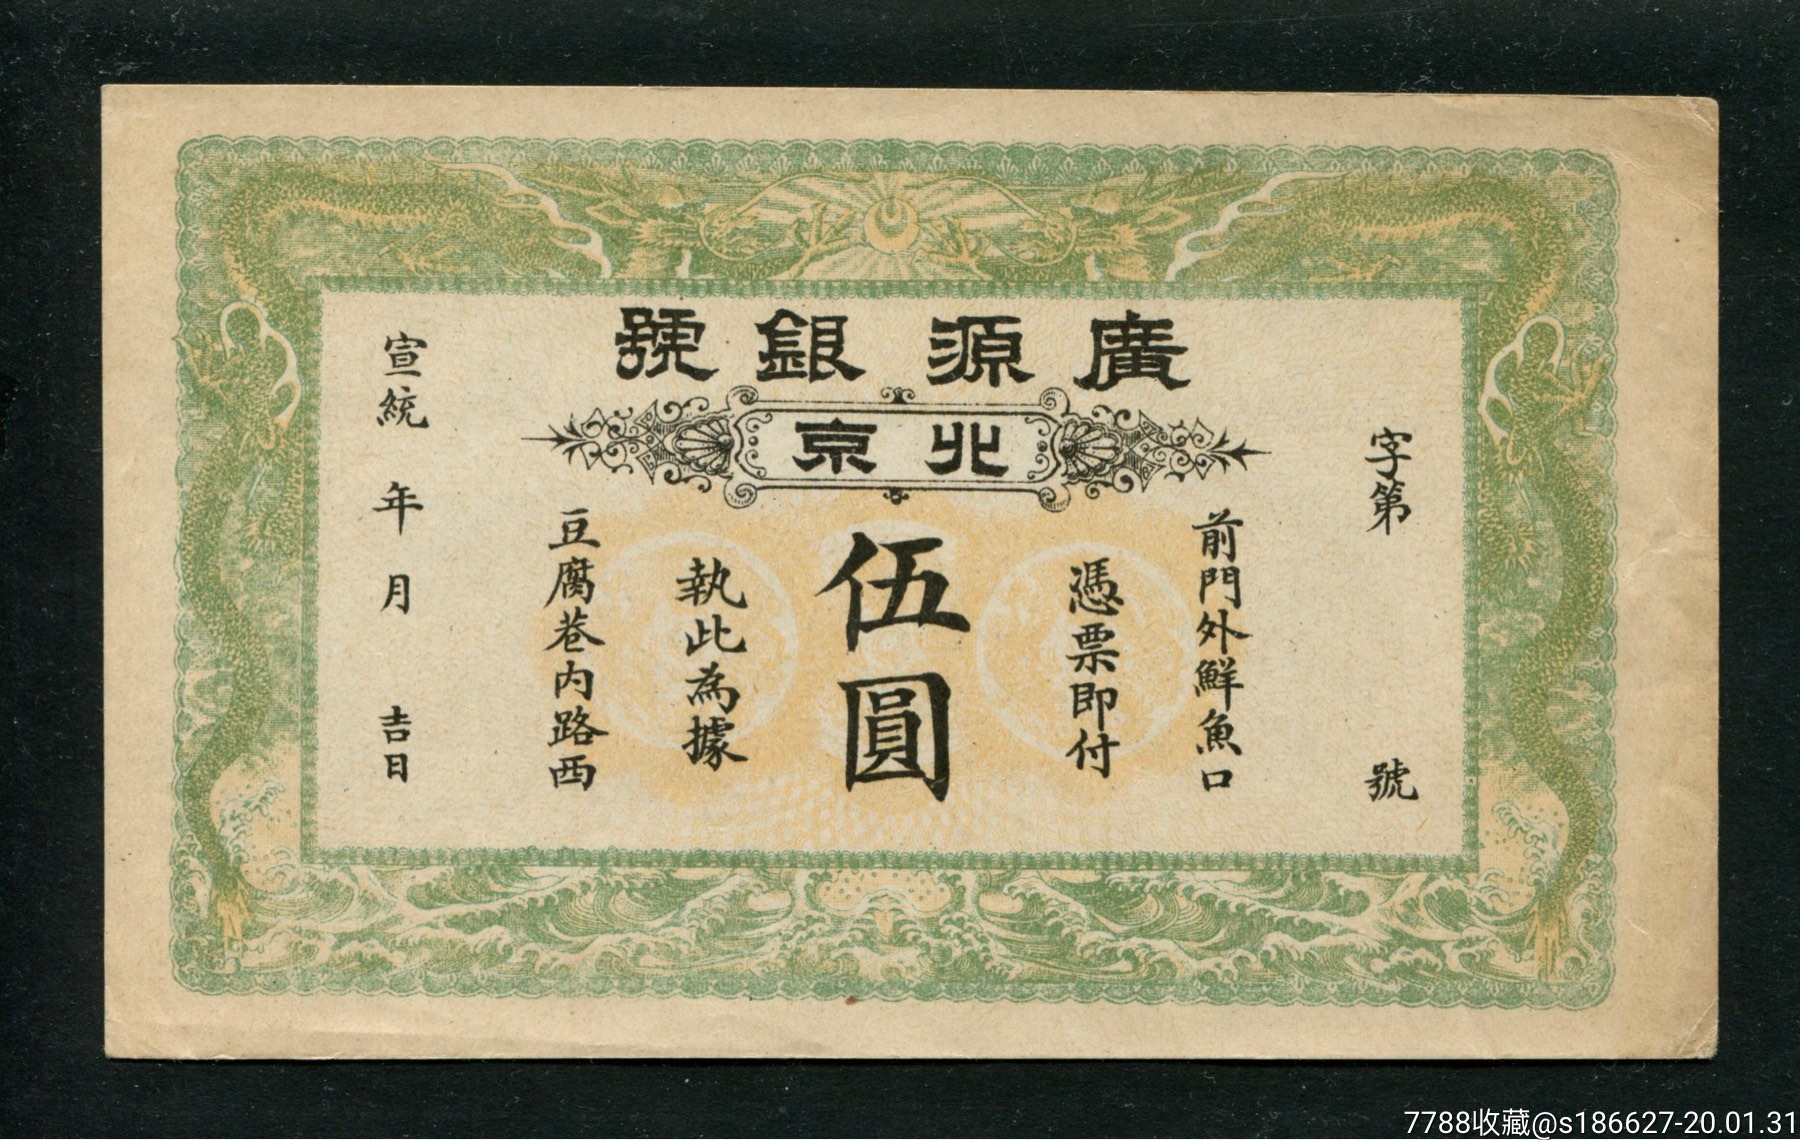 廣源銀號
北京
字第　號
前門外鮮魚口
憑票即付
伍圓
執此為據
豆腐巷內路西
宣統　年　月　吉日
7788收藏@s186627-20.01.31